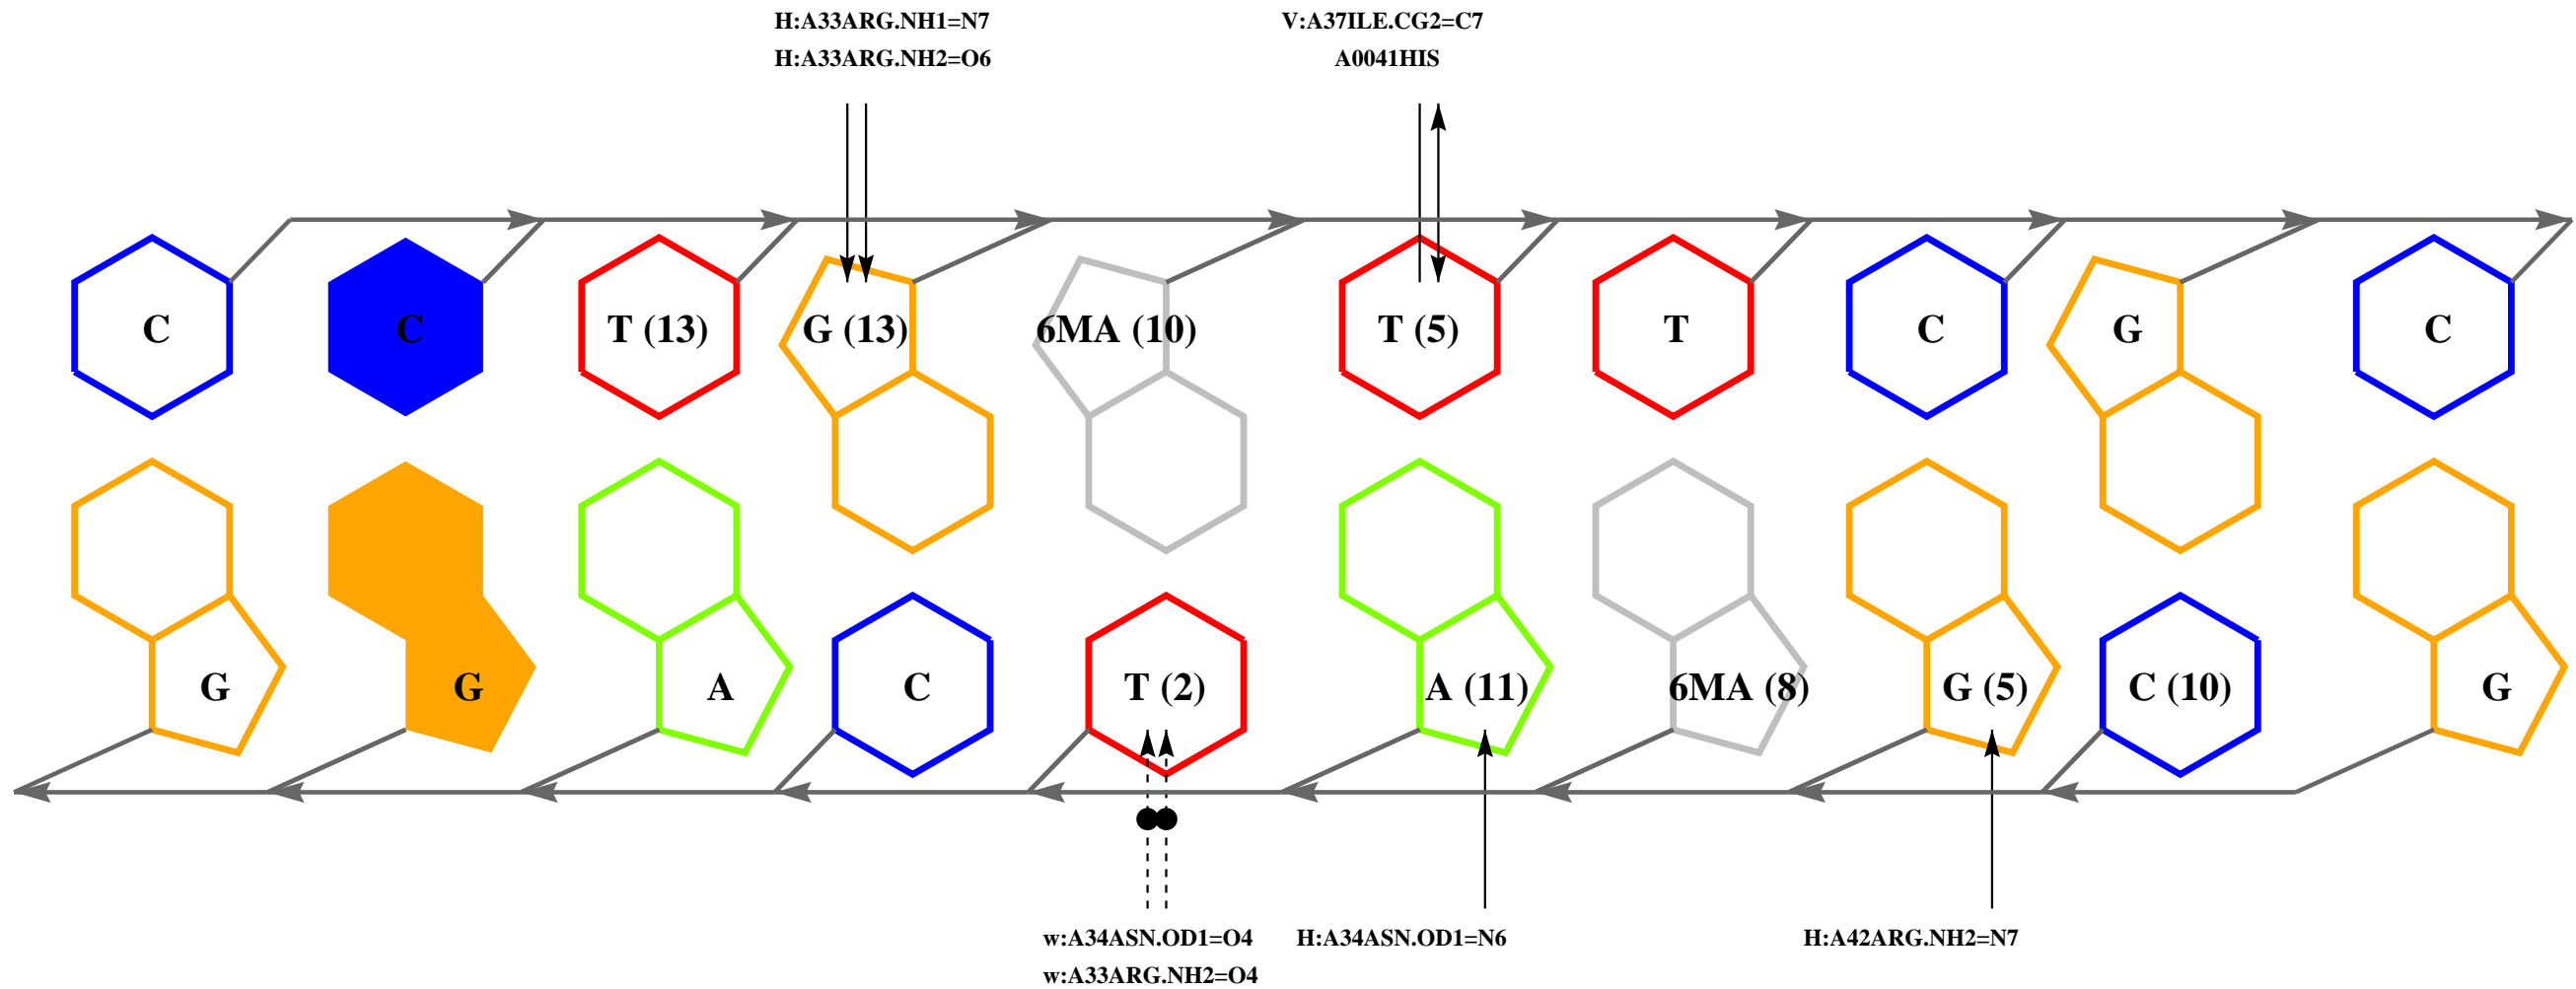 H:A33ARG.NH1=N7
H:A33ARG.NH2=O6
V:A37ILE.CG2=C7
A0041HIS
C C T (13) G (13) 6MA (10) T (5) T C G C
G G A C T (2) A (11) 6MA (8) G (5) C (10) G
w:A34ASN.OD1=O4 H:A34ASN.OD1=N6 H:A42ARG.NH2=N7
w:A33ARG.NH2=O4